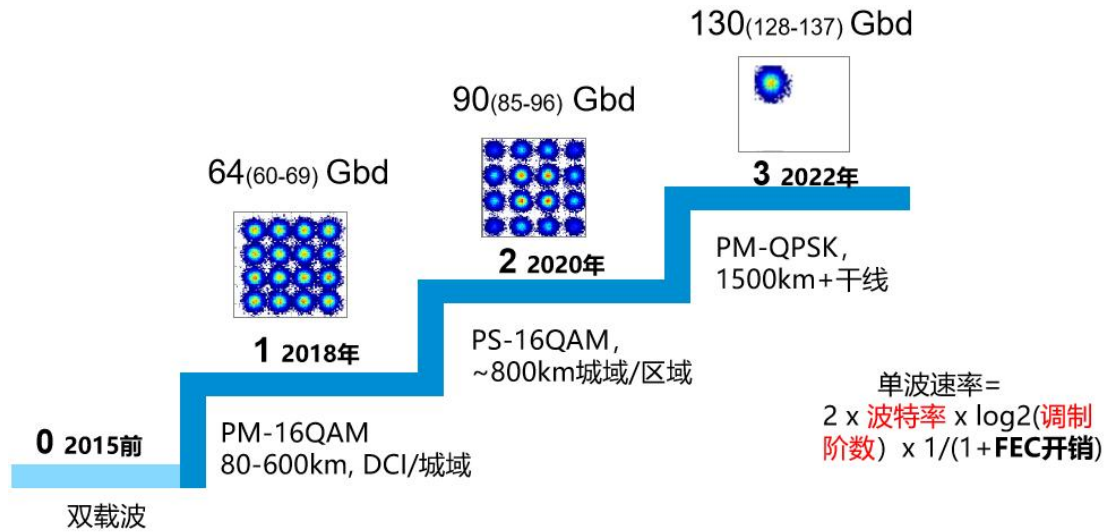 130(128-137) Gbd
90(85-96) Gbd
64(60-69) Gbd
3 2022年
PM-QPSK，
1500km+干线
2 2020年
PS-16QAM，
~800km城域/区域
1 2018年
PM-16QAM
80-600km, DCI/城域
0 2015前
双载波
单波速率=
2 x 波特率 x log2(调制
阶数）x 1/(1+FEC开销)